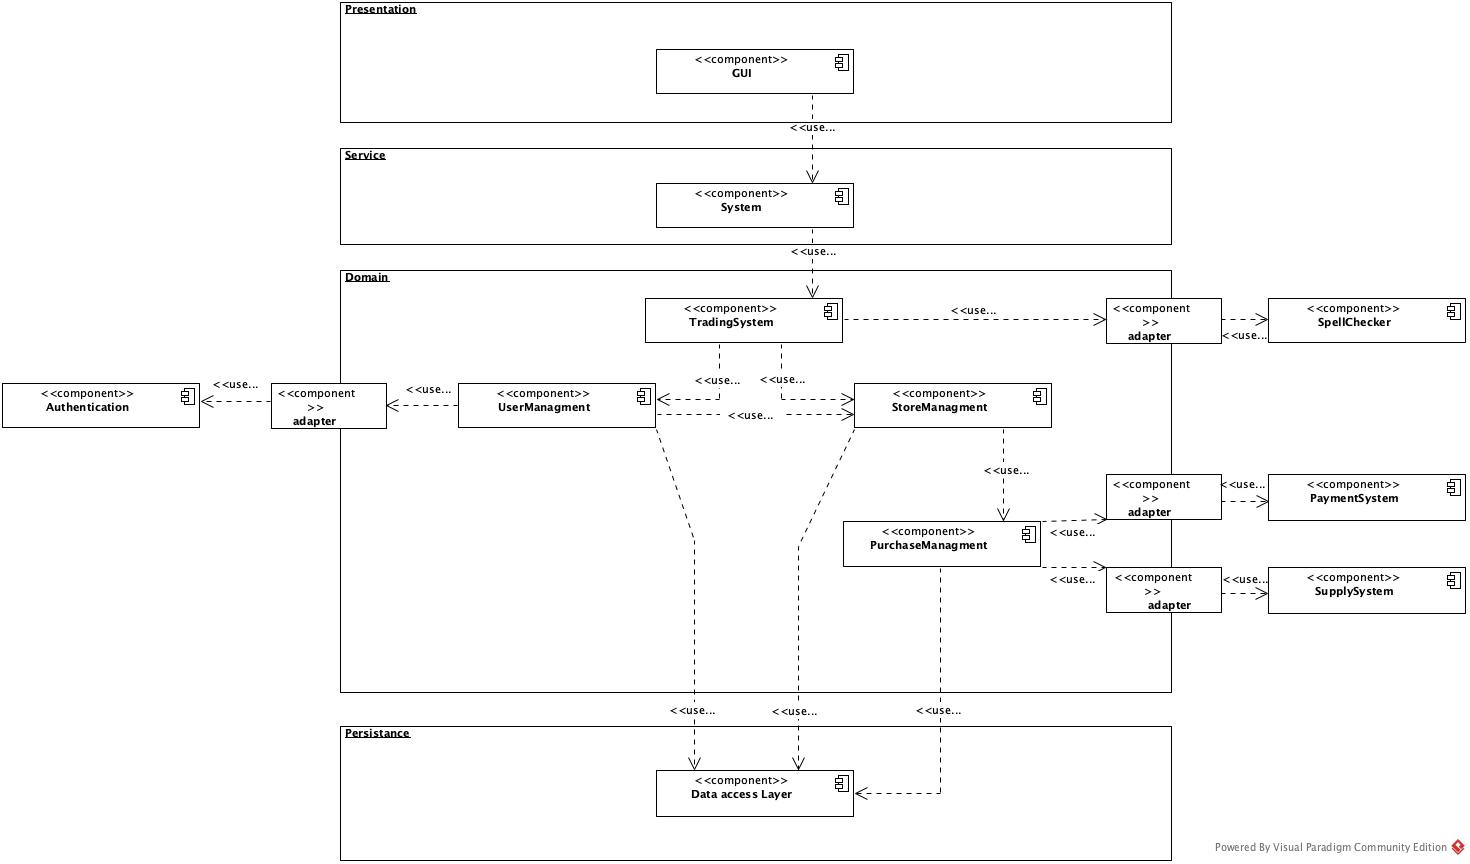 Presentation
<<component>>
GUI
<<use...
Service
<<component>>
System
<<use...
Domain
<<component>>
TradingSystem
<<use...
<<component
>>
adapter
<<use...
<<component>>
SpellChecker
<<component>>
Authentication
<<use...
<<component
>>
adapter
<<use...
<<component>>
UserManagment
<<use...
<<use...
<<use...
<<component>>
StoreManagment
<<use...
<<component>>
PurchaseManagment
<<use...
<<component
>>
adapter
<<use...
<<component>>
PaymentSystem
<<use...
<<component
>>
adapter
<<use...
<<component>>
SupplySystem
<<use...
<<use...
<<use...
Persistance
<<component>>
Data access Layer
Powered By Visual Paradigm Community Edition